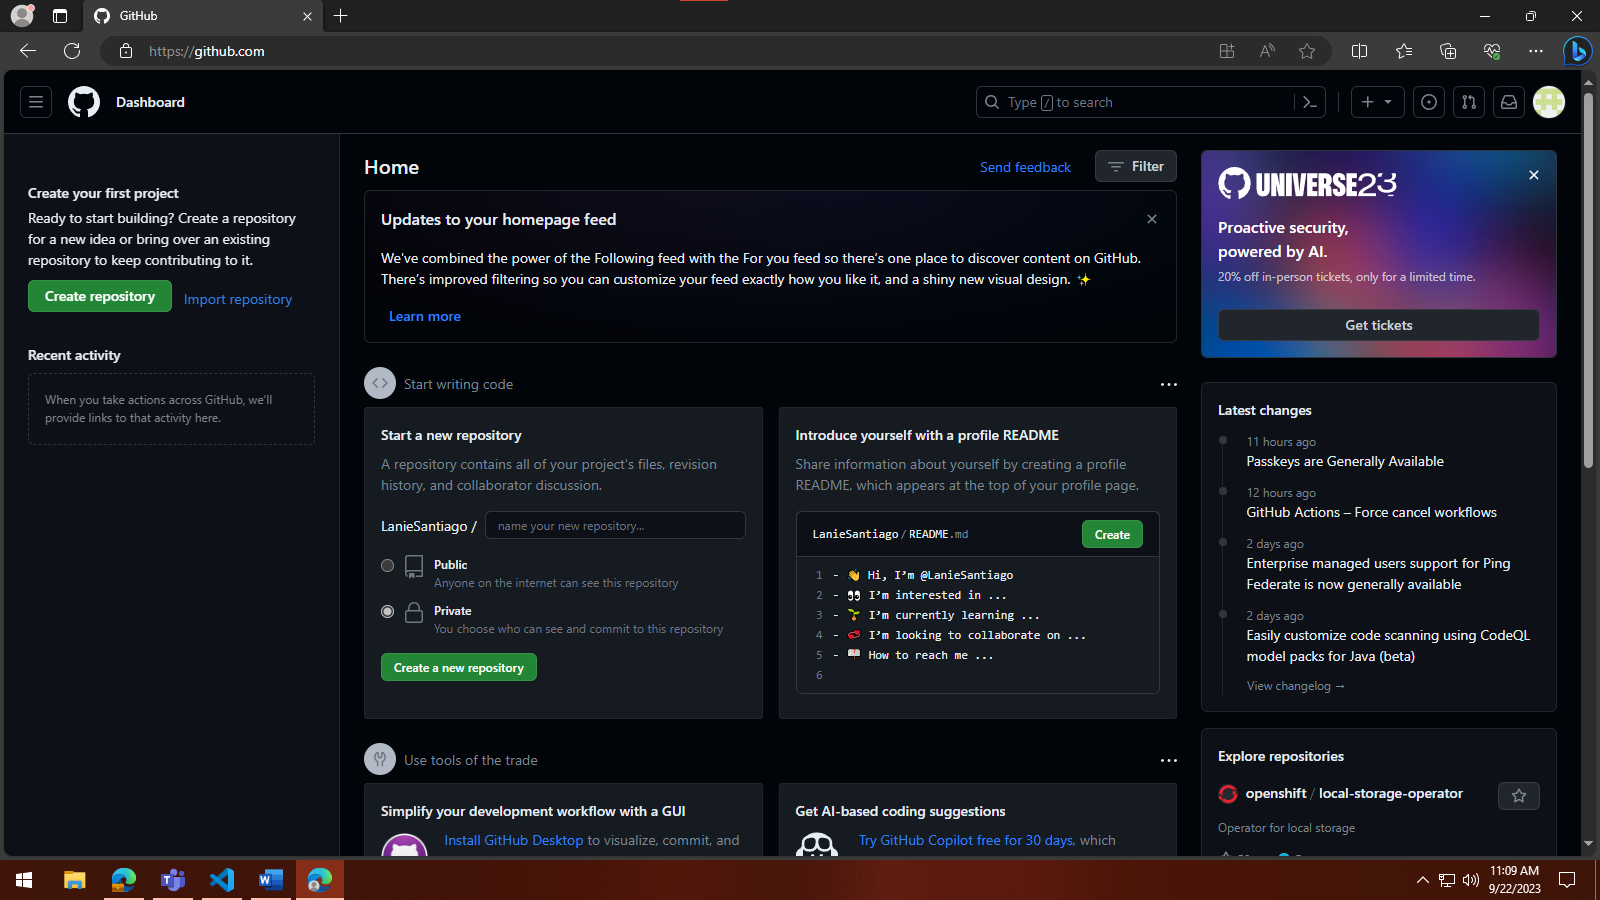 GitHub
https://github.com
Dashboard
Type / to search
Create your first project
Ready to start building? Create a repository
for a new idea or bring over an existing
repository to keep contributing to it.
Create repository
Import repository
Recent activity
When you take actions across GitHub, we'll
provide links to that activity here.
Home
Send feedback
Filter
Updates to your homepage feed
We've combined the power of the Following feed with the For you feed so there's one place to discover content on GitHub.
There's improved filtering so you can customize your feed exactly how you like it, and a shiny new visual design. ✨
Learn more
Start writing code
Start a new repository
A repository contains all of your project's files, revision
history, and collaborator discussion.
LanieSantiago /
name your new repository...
Public
Anyone on the internet can see this repository
Private
You choose who can see and commit to this repository
Create a new repository
Introduce yourself with a profile README
Share information about yourself by creating a profile
README, which appears at the top of your profile page.
LanieSantiago / README.md
Create
1 - 👋 Hi, I'm @LanieSantiago
2 - 👀 I'm interested in ...
3 - 🌱 I'm currently learning ...
4 - 💞️ I'm looking to collaborate on ...
5 - 📫 How to reach me ...
6
Use tools of the trade
Simplify your development workflow with a GUI
Install GitHub Desktop to visualize, commit, and
Get AI-based coding suggestions
Try GitHub Copilot free for 30 days, which
UNIVERSE23
Proactive security,
powered by AI.
20% off in-person tickets, only for a limited time.
Get tickets
Latest changes
11 hours ago
Passkeys are Generally Available
12 hours ago
GitHub Actions – Force cancel workflows
2 days ago
Enterprise managed users support for Ping
Federate is now generally available
2 days ago
Easily customize code scanning using CodeQL
model packs for Java (beta)
View changelog →
Explore repositories
openshift / local-storage-operator
Operator for local storage
11:09 AM
9/22/2023